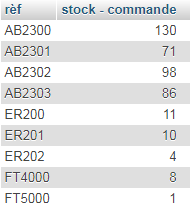 rèf stock - commande
AB2300 130
AB2301 71
AB2302 98
AB2303 86
ER200 11
ER201 10
ER202 4
FT4000 8
FT5000 1